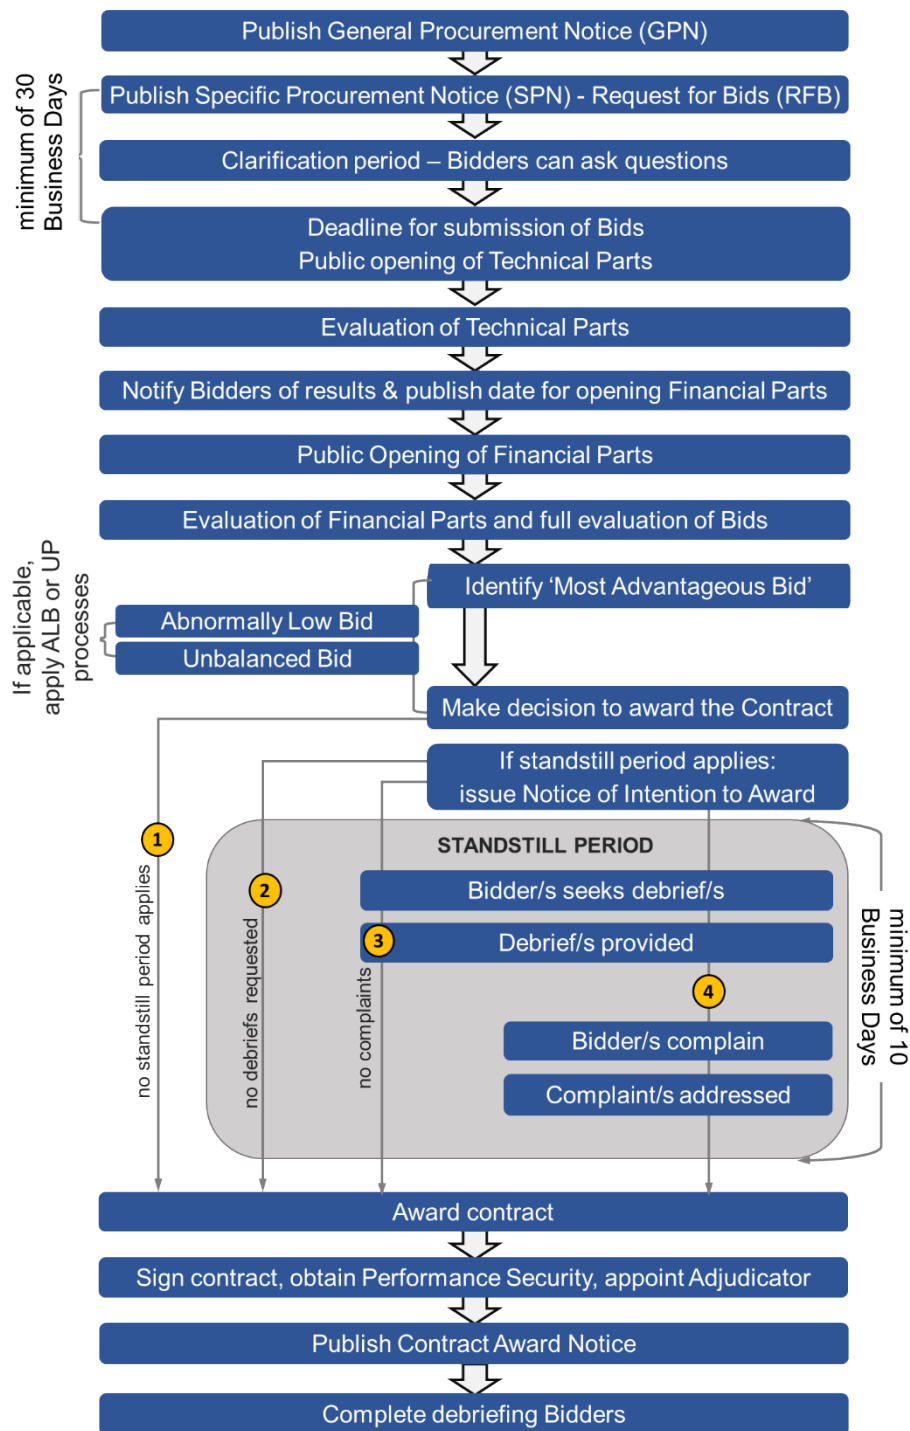 Publish General Procurement Notice (GPN)
minimum of 30
Business Days
Publish Specific Procurement Notice (SPN) - Request for Bids (RFB)
Clarification period – Bidders can ask questions
Deadline for submission of Bids
Public opening of Technical Parts
Evaluation of Technical Parts
Notify Bidders of results & publish date for opening Financial Parts
Public Opening of Financial Parts
Evaluation of Financial Parts and full evaluation of Bids
Identify ‘Most Advantageous Bid’
If applicable,
apply ALB or UP
processes
Abnormally Low Bid
Unbalanced Bid
Make decision to award the Contract
If standstill period applies:
issue Notice of Intention to Award
STANDSTILL PERIOD
1
no standstill period applies
2
no debriefs requested
Bidder/s seeks debrief/s
3
no complaints
Debrief/s provided
4
Bidder/s complain
Complaint/s addressed
minimum of 10
Business Days
Award contract
Sign contract, obtain Performance Security, appoint Adjudicator
Publish Contract Award Notice
Complete debriefing Bidders